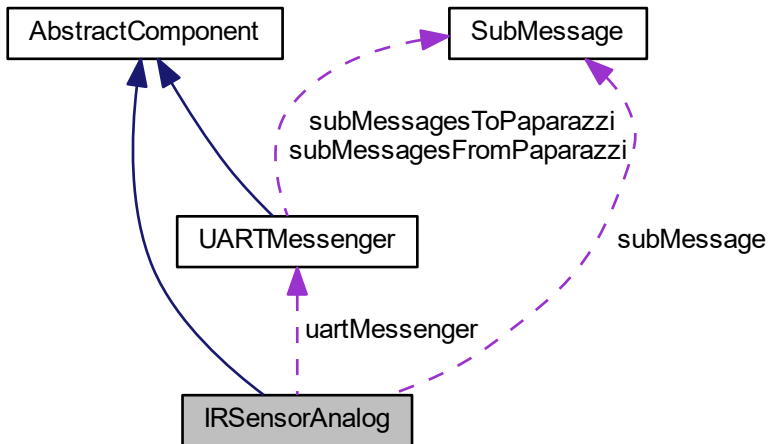 AbstractComponent
SubMessage
subMessagesToPaparazzi
subMessagesFromPaparazzi
UARTMessenger
subMessage
uartMessenger
IRSensorAnalog